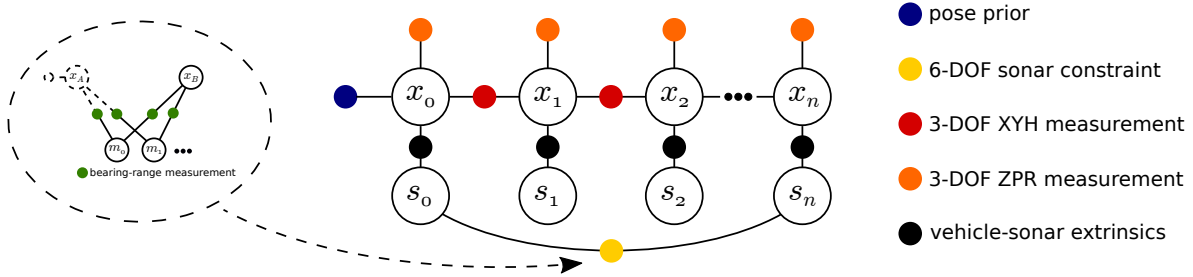 x_A
x_B
m_0
m_1
•••
bearing-range measurement
x_0
x_1
x_2
•••
x_n
s_0
s_1
s_2
s_n
pose prior
6-DOF sonar constraint
3-DOF XYH measurement
3-DOF ZPR measurement
vehicle-sonar extrinsics